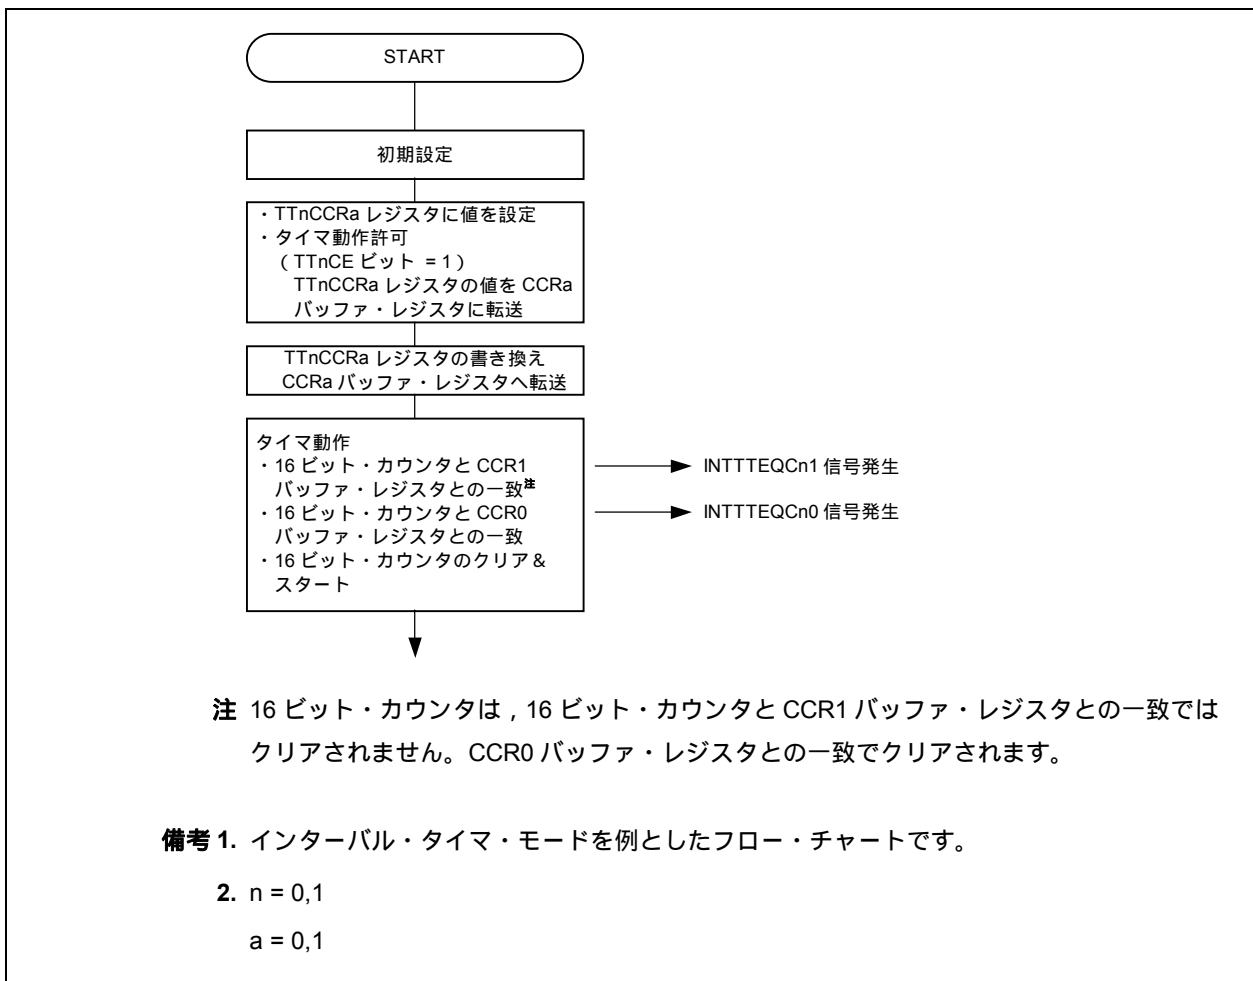 START
初期設定
・TTnCCRa レジスタに値を設定
・タイマ動作許可
（TTnCE ビット = 1）
TTnCCRa レジスタの値を CCRa
バッファ・レジスタに転送
TTnCCRa レジスタの書き換え
CCRa バッファ・レジスタへ転送
タイマ動作
・16 ビット・カウンタと CCR1
バッファ・レジスタとの一致注
・16 ビット・カウンタと CCR0
バッファ・レジスタとの一致
・16 ビット・カウンタのクリア＆
スタート
INTTTEQCn1 信号発生
INTTTEQCn0 信号発生
注 16 ビット・カウンタは，16 ビット・カウンタと CCR1 バッファ・レジスタとの一致では
クリアされません。CCR0 バッファ・レジスタとの一致でクリアされます。
備考 1. インターバル・タイマ・モードを例としたフロー・チャートです。
2. n = 0,1
a = 0,1